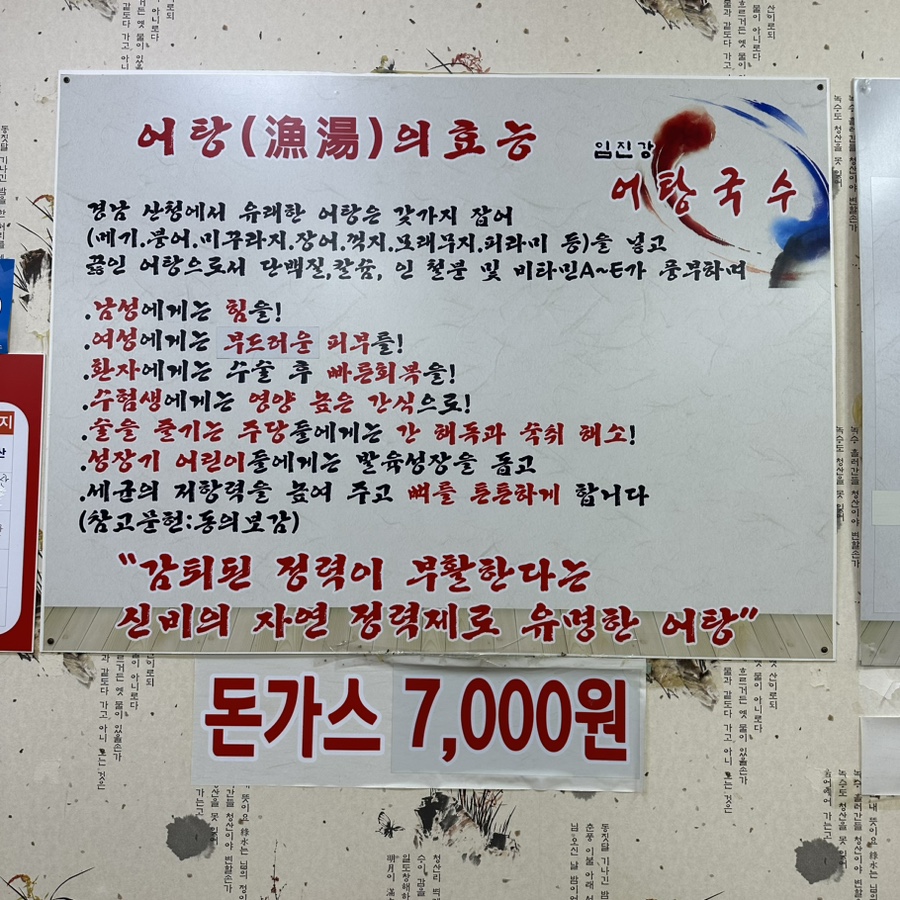 어탕(漁湯)의효능
임진강
어탕국수
경남 산청에서 유래한 어탕은 갖가지 잡어
(메기.붕어.미꾸라지.장어.꺽지.모래무지.피라미 등)을 넣고
끓인 어탕으로서 단백질,칼슘, 인 철분 및 비타민A~E가 풍부하며
.남성에게는 힘을!
.여성에게는 부드러운 피부를!
.환자에게는 수술 후 빠른회복을!
.수험생에게는 영양 높은 간식으로!
.술을 즐기는 주당들에게는 간 해독과 숙취 해소!
.성장기 어린이들에게는 발육성장을 돕고
.세균의 저항력을 높여 주고 뼈를 튼튼하게 합니다
(참고문헌:동의보감)
"감퇴된 정력이 부활한다는
신비의 자연 정력제로 유명한 어탕"
돈가스 7,000원